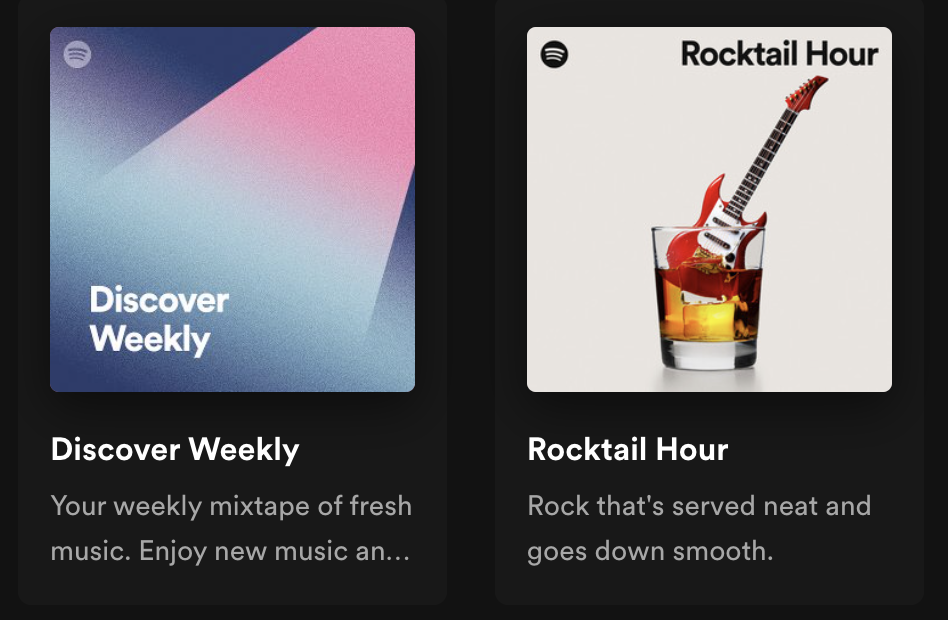 Discover
Weekly
Discover Weekly
Your weekly mixtape of fresh
music. Enjoy new music an...
Rocktail Hour
Rocktail Hour
Rock that's served neat and
goes down smooth.